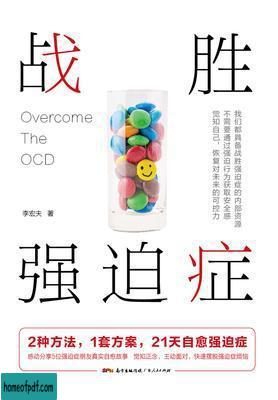 战胜
Overcome
The
OCD
李宏夫 著
我们都具备战胜强迫症的内部资源
不需要通过强迫行为获取安全感
觉知自己，恢复对未来的可控力
强迫症
2种方法，1套方案，21天自愈强迫症
感动分享5位强迫症朋友真实自愈故事 觉知正念，主动面对，快速摆脱强迫症烦恼
homeofpdf.com